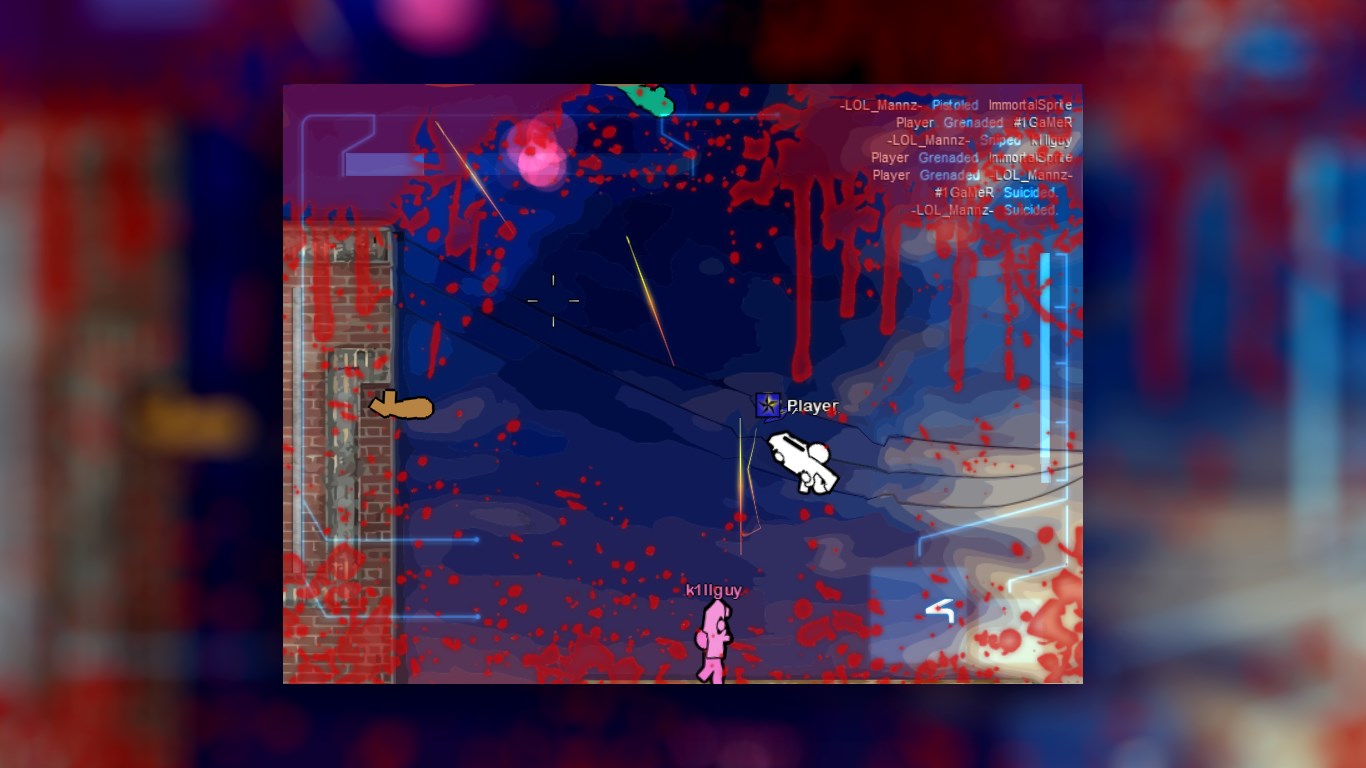 -LOL_Mannz- Pistoled ImmortalSprite
Player Grenaded #1GaMeR
-LOL_Mannz- Sniped k1llguy
Player Grenaded ImmortalSprite
Player Grenaded -LOL_Mannz-
#1GaMeR Suicided.
-LOL_Mannz- Suicided.
Player
k1llguy